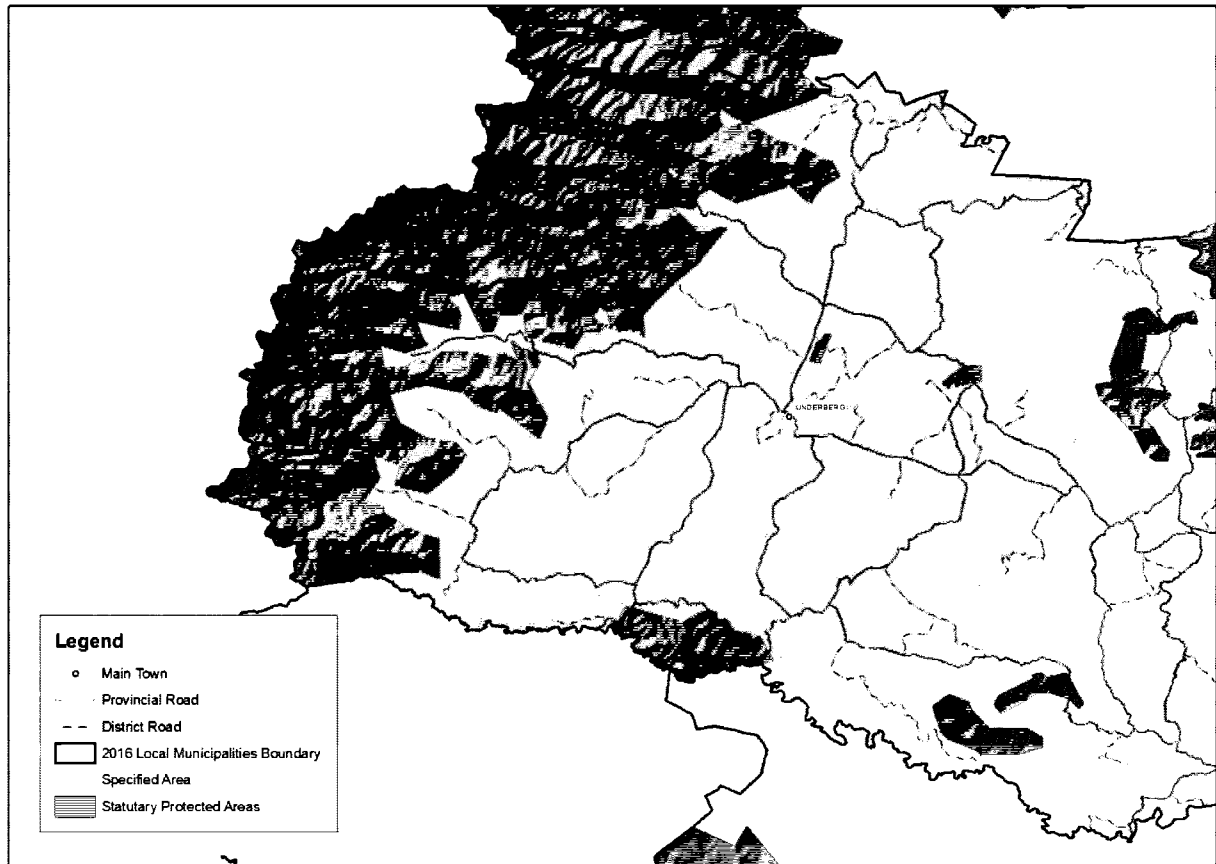 UNDERBERG
Legend
Main Town
Provincial Road
District Road
2016 Local Municipalities Boundary
Specified Area
Statutary Protected Areas